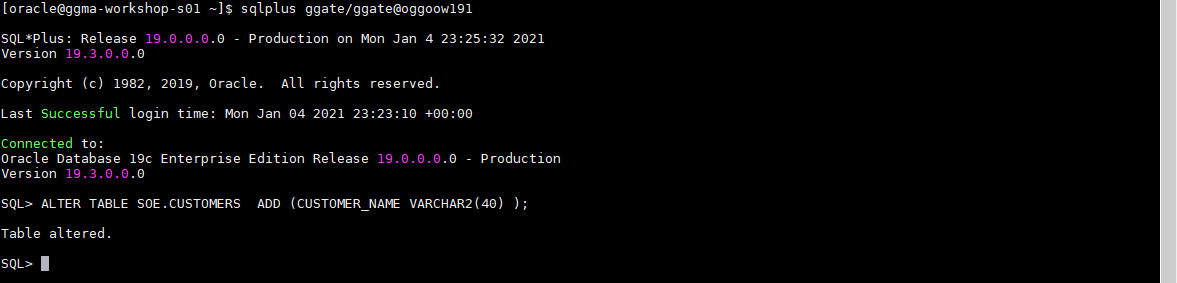 [oracle@ggma-workshop-s01 ~]$ sqlplus ggate/ggate@oggoow191
SQL*Plus: Release 19.0.0.0.0 - Production on Mon Jan 4 23:25:32 2021
Version 19.3.0.0.0
Copyright (c) 1982, 2019, Oracle.  All rights reserved.
Last Successful login time: Mon Jan 04 2021 23:23:10 +00:00
Connected to:
Oracle Database 19c Enterprise Edition Release 19.0.0.0.0 - Production
Version 19.3.0.0.0
SQL> ALTER TABLE SOE.CUSTOMERS  ADD (CUSTOMER_NAME VARCHAR2(40) );
Table altered.
SQL>